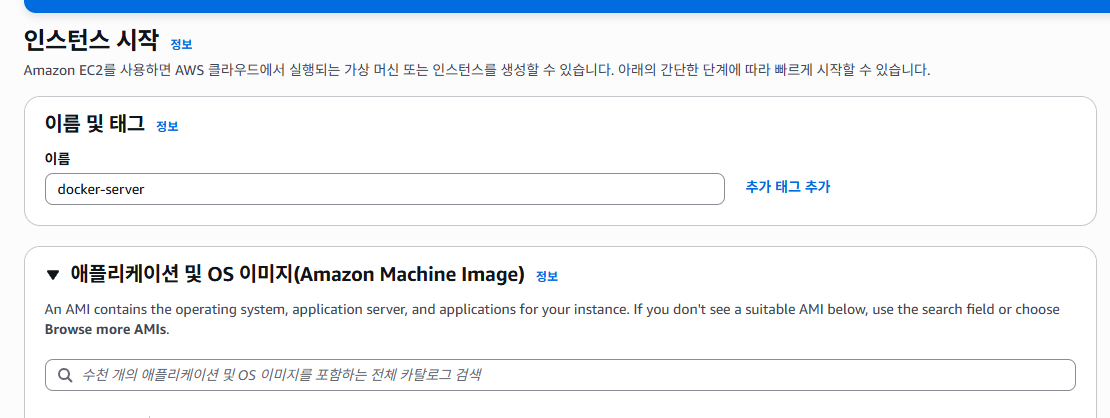 인스턴스 시작 정보
Amazon EC2를 사용하면 AWS 클라우드에서 실행되는 가상 머신 또는 인스턴스를 생성할 수 있습니다. 아래의 간단한 단계에 따라 빠르게 시작할 수 있습니다.
이름 및 태그 정보
이름
docker-server 추가 태그 추가
애플리케이션 및 OS 이미지(Amazon Machine Image) 정보
An AMI contains the operating system, application server, and applications for your instance. If you don't see a suitable AMI below, use the search field or choose
Browse more AMIs.
수천 개의 애플리케이션 및 OS 이미지를 포함하는 전체 카탈로그 검색